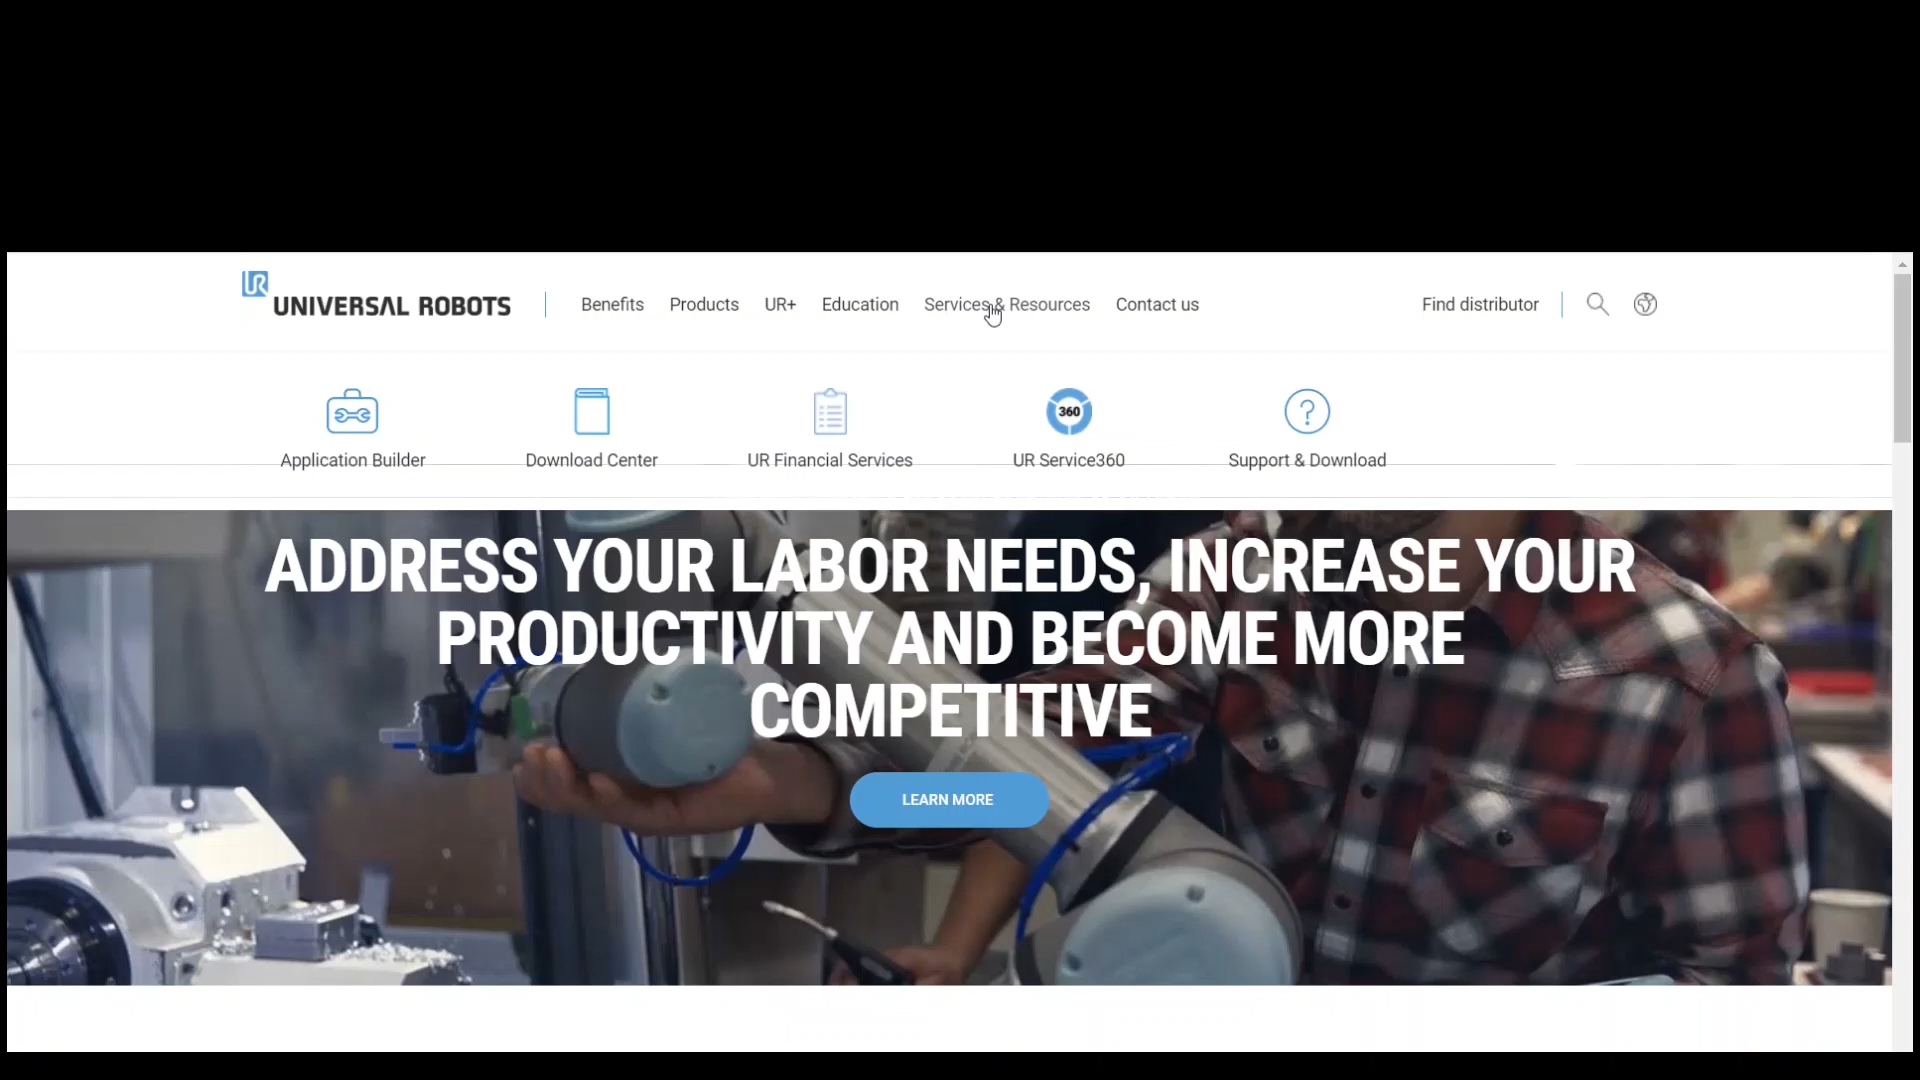 UR
UNIVERSAL ROBOTS
Benefits Products UR+ Education Services & Resources Contact us Find distributor
360
?
Application Builder Download Center UR Financial Services UR Service360 Support & Download
ADDRESS YOUR LABOR NEEDS, INCREASE YOUR
PRODUCTIVITY AND BECOME MORE
COMPETITIVE
LEARN MORE